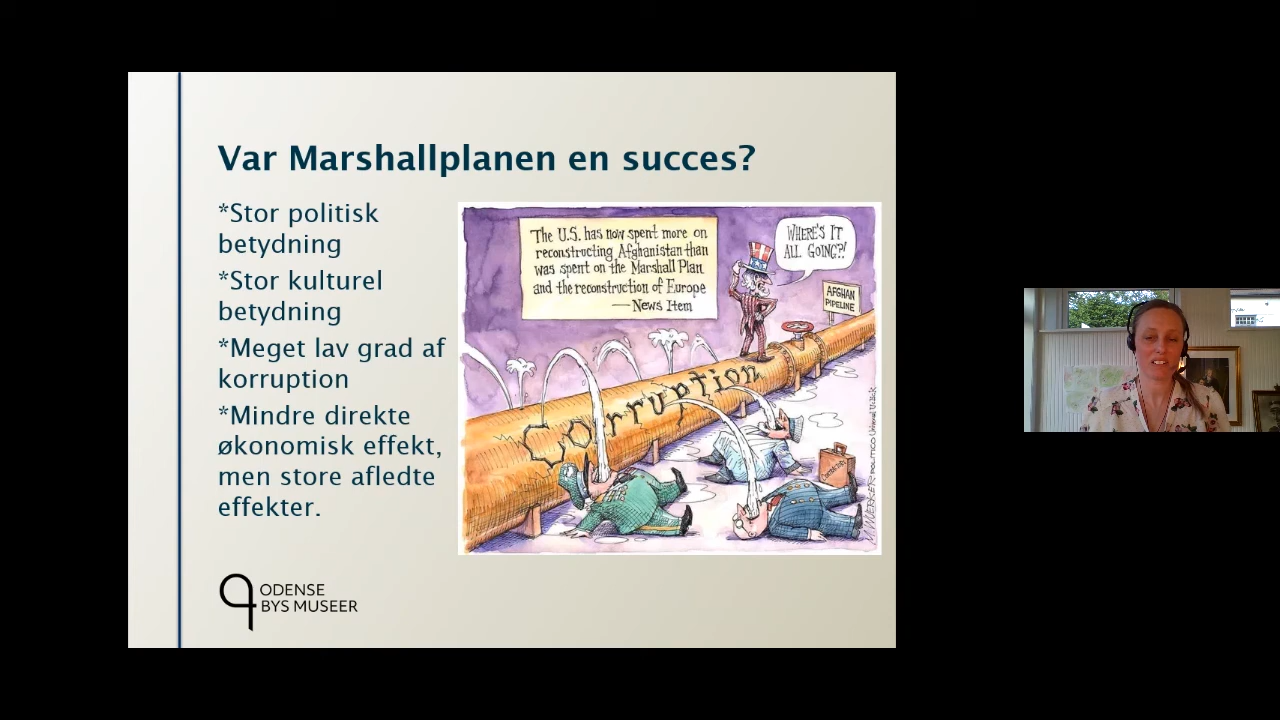 Var Marshallplanen en succes?
*Stor politisk
betydning
*Stor kulturel
betydning
*Meget lav grad af
korruption
*Mindre direkte
økonomisk effekt,
men store afledte
effekter.
The U.S. has now spent more on
reconstructing Afghanistan than
was spent on the Marshall Plan
and the reconstruction of Europe
—News Item
WHERE'S IT
ALL GOING?!
AFGHAN
PIPELINE
Corruption
WUERKER POLITICO
ODENSE
BYS MUSEER